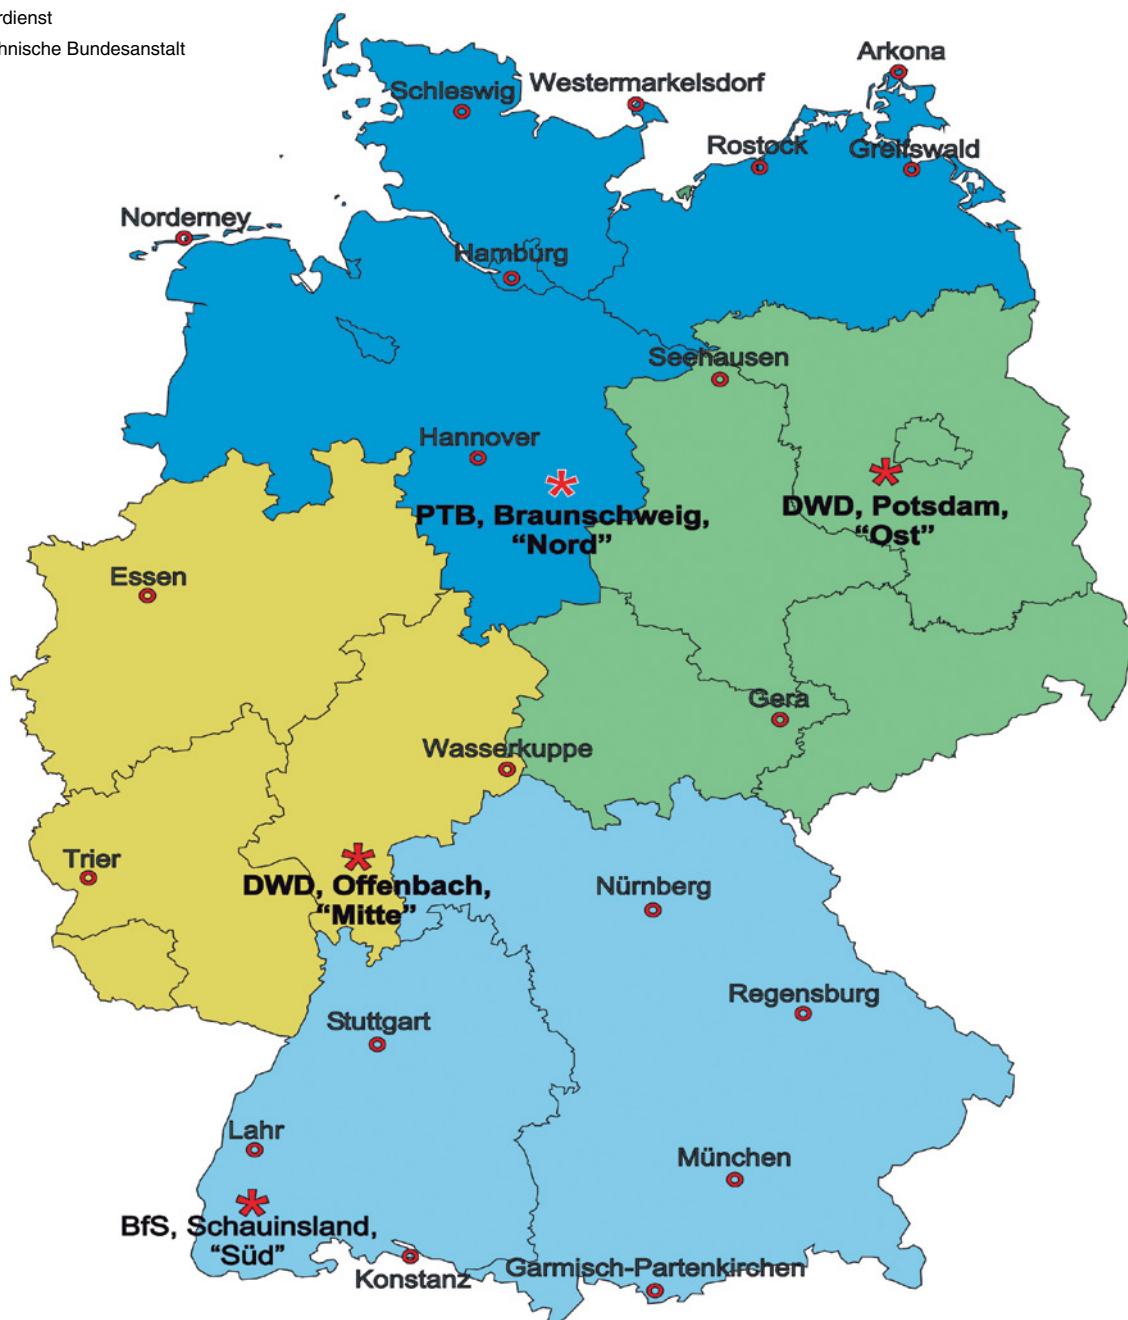 rdienst
hnische Bundesanstalt
Arkona
Westermarkelsdorf
Schleswig
Rostock
Greifswald
Norderney
Hamburg
Seehausen
Hannover
PTB, Braunschweig,
“Nord”
DWD, Potsdam,
“Ost”
Essen
Gera
Wasserkuppe
Trier
DWD, Offenbach,
“Mitte”
Nürnberg
Regensburg
Stuttgart
Lahr
München
BfS, Schauinsland,
“Süd”
Konstanz
Garmisch-Partenkirchen